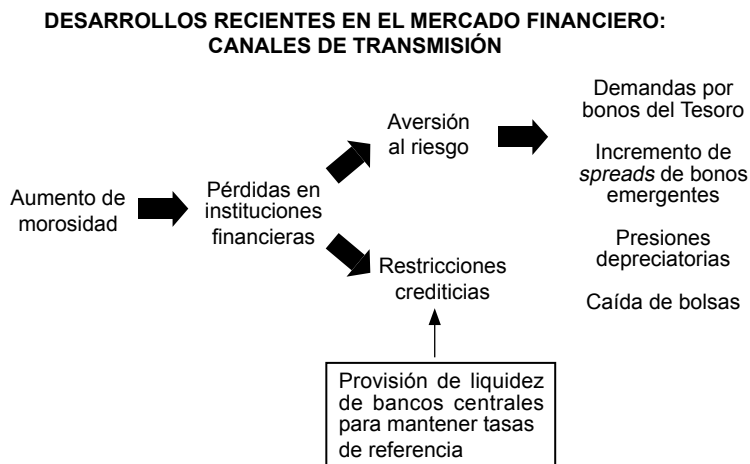 DESARROLLOS RECIENTES EN EL MERCADO FINANCIERO:
CANALES DE TRANSMISIÓN
Aumento de
morosidad
Pérdidas en
instituciones
financieras
Aversión
al riesgo
Restricciones
crediticias
Demandas por
bonos del Tesoro
Incremento de
spreads de bonos
emergentes
Presiones
depreciatorias
Caída de bolsas
Provisión de liquidez
de bancos centrales
para mantener tasas
de referencia